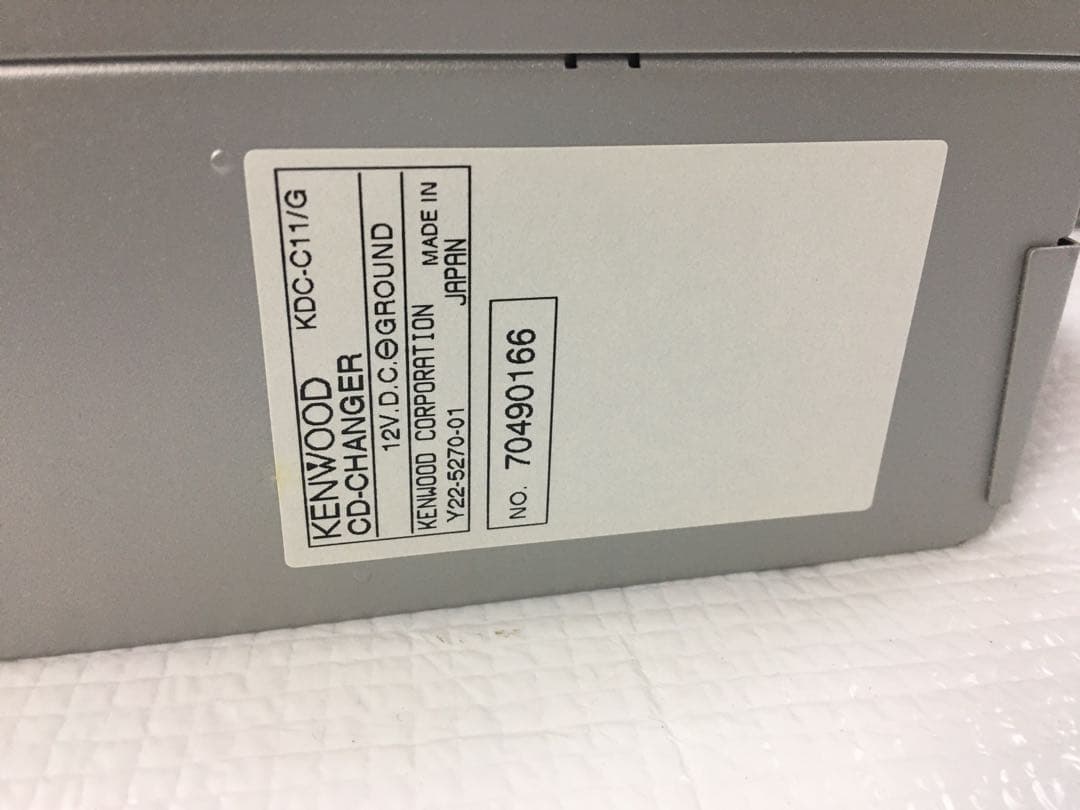 KENWOOD KDC-C11/G
CD-CHANGER
12V.D.C.⊖GROUND
KENWOOD CORPORATION MADE IN
Y22-5270-01 JAPAN
NO. 70490166